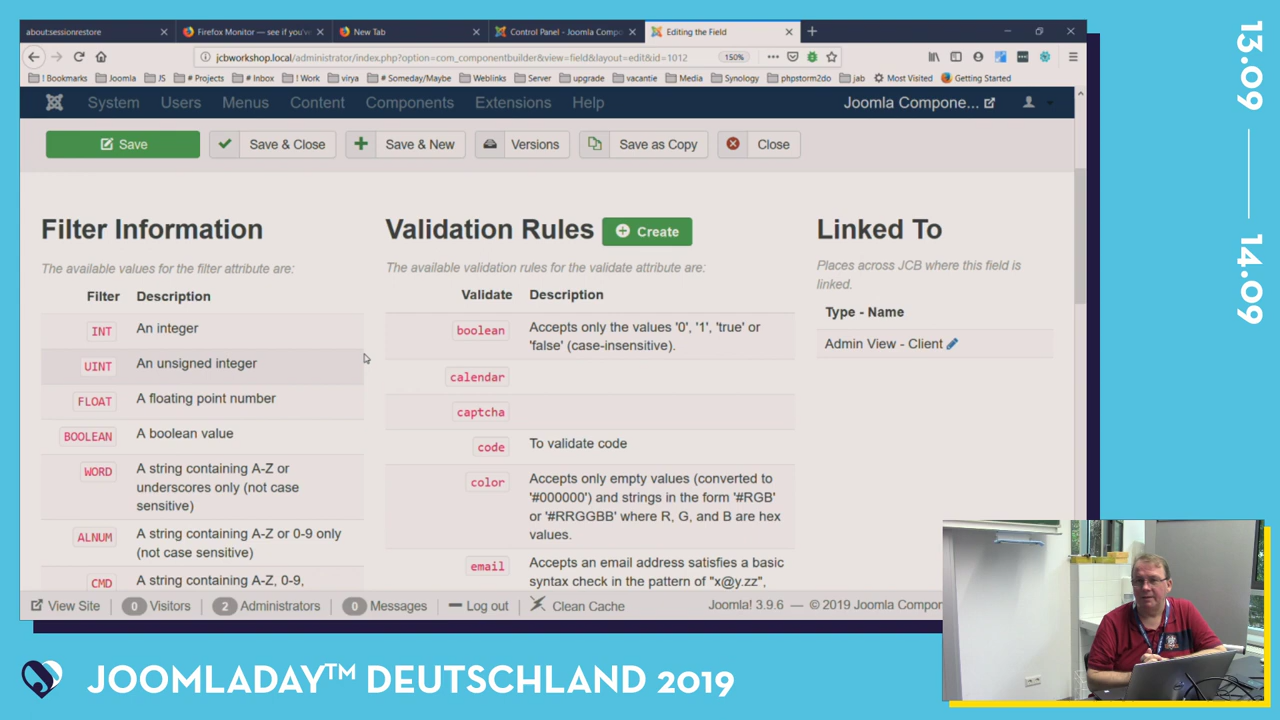 about:sessionrestore
Firefox Monitor — see if you'v
New Tab
Control Panel - Joomla Compone
Editing the Field
jcbworkshop.local/administrator/index.php?option=com_componentbuilder&view=field&layout=edit&id=1012
150%
! Bookmarks
Joomla
JS
# Projects
# Inbox
! Work
virya
# Someday/Maybe
Weblinks
Server
upgrade
vacantie
Media
Synology
phpstorm2do
jab
Most Visited
Getting Started
System
Users
Menus
Content
Components
Extensions
Help
Joomla Compone...
Save
Save & Close
Save & New
Versions
Save as Copy
Close
Filter Information
The available values for the filter attribute are:
Filter Description
INT An integer
UINT An unsigned integer
FLOAT A floating point number
BOOLEAN A boolean value
WORD A string containing A-Z or
underscores only (not case
sensitive)
ALNUM A string containing A-Z or 0-9 only
(not case sensitive)
CMD A string containing A-Z, 0-9,
Validation Rules Create
The available validation rules for the validate attribute are:
Validate Description
boolean Accepts only the values '0', '1', 'true' or
'false' (case-insensitive).
calendar
captcha
code To validate code
color Accepts only empty values (converted to
'#000000') and strings in the form '#RGB'
or '#RRGGBB' where R, G, and B are hex
values.
email Accepts an email address satisfies a basic
syntax check in the pattern of "x@y.zz",
Linked To
Places across JCB where this field is
linked.
Type - Name
Admin View - Client
View Site
0 Visitors
2 Administrators
0 Messages
Log out
Clean Cache
Joomla! 3.9.6 — © 2019 Joomla Compon
JOOMLADAY™ DEUTSCHLAND 2019
13.09
14.09